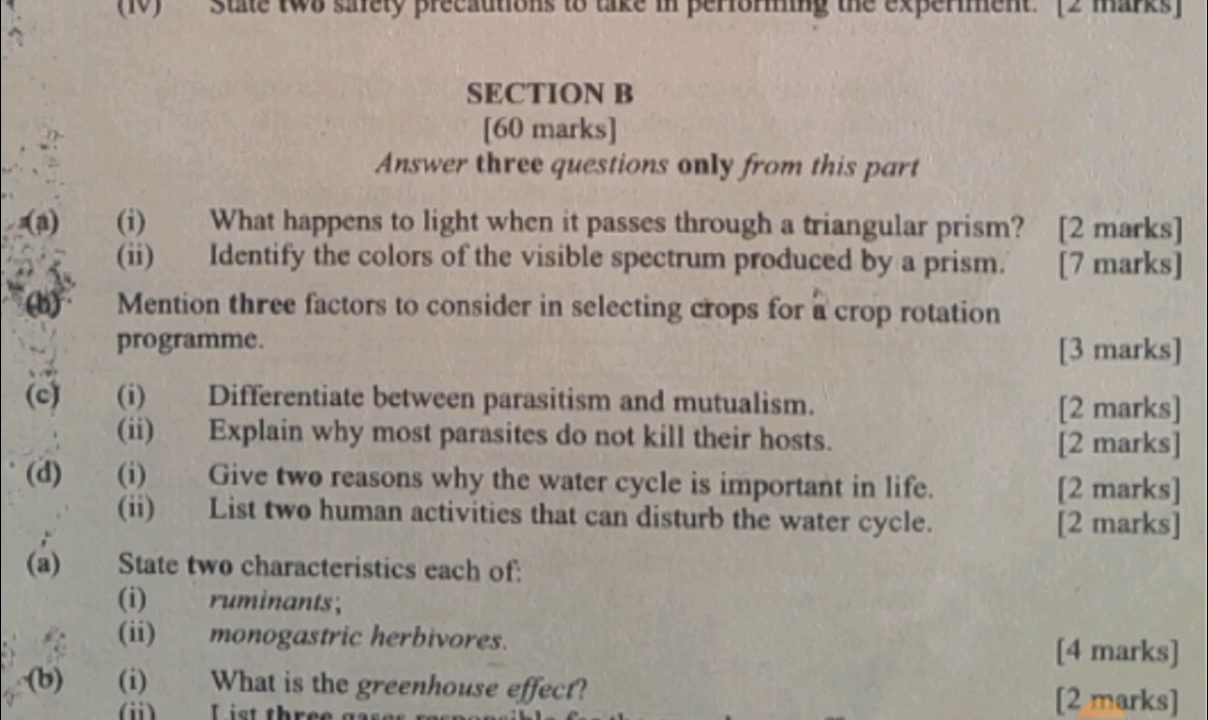 (iv) State two safety precautions to take in performing the experiment. [2 marks]
SECTION B
[60 marks]
Answer three questions only from this part
(a) (i) What happens to light when it passes through a triangular prism? [2 marks]
(ii) Identify the colors of the visible spectrum produced by a prism. [7 marks]
(b) Mention three factors to consider in selecting crops for a crop rotation
programme. [3 marks]
(c) (i) Differentiate between parasitism and mutualism. [2 marks]
(ii) Explain why most parasites do not kill their hosts. [2 marks]
(d) (i) Give two reasons why the water cycle is important in life. [2 marks]
(ii) List two human activities that can disturb the water cycle. [2 marks]
(a) State two characteristics each of:
(i) ruminants;
(ii) monogastric herbivores. [4 marks]
(b) (i) What is the greenhouse effect? [2 marks]
(ii) List three gases responsible for the